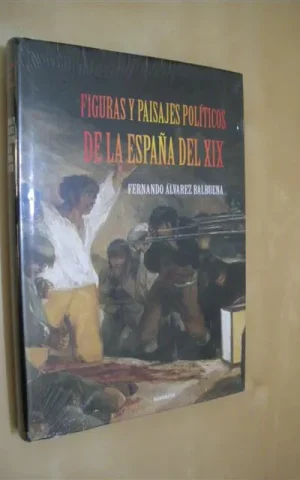 FIGURAS Y PAISAJES POLÍTICOS
DE LA ESPAÑA DEL XIX
FERNANDO ÁLVAREZ BALBUENA